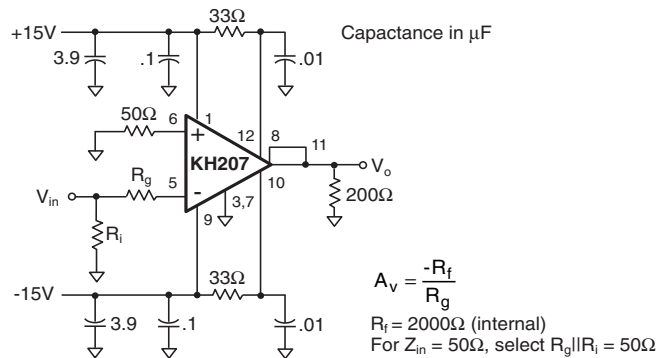 +15V
33Ω
Capactance in μF
3.9
.1
.01
50Ω
6
1
+
12
8
11
KH207
Vo
Vin
Rg
5
-
10
3,7
200Ω
9
Ri
-15V
33Ω
3.9
.1
.01
Av = -Rf / Rg
Rf = 2000Ω (internal)
For Zin = 50Ω, select Rg||Ri = 50Ω